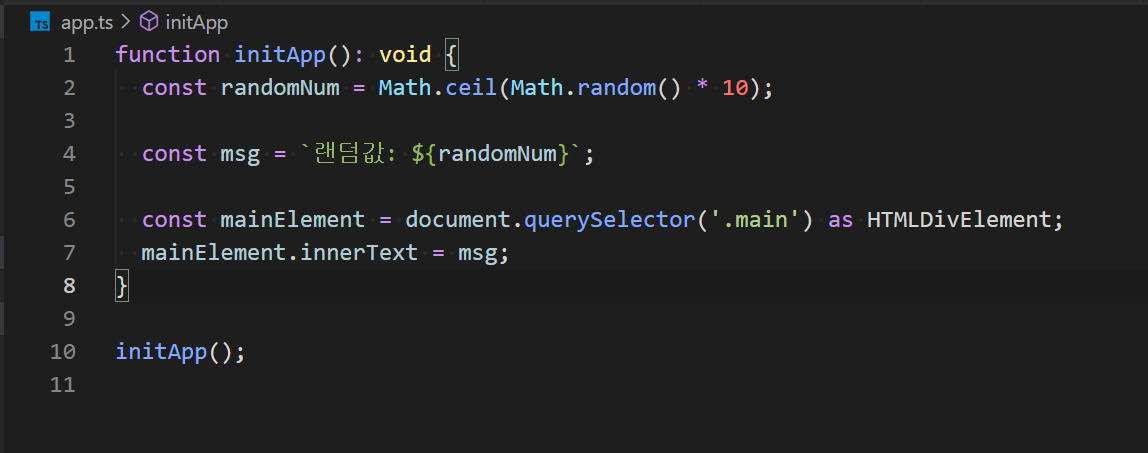 TS app.ts > initApp
1 function initApp(): void {
2 const randomNum = Math.ceil(Math.random() * 10);
3
4 const msg = `랜덤값: ${randomNum}`;
5
6 const mainElement = document.querySelector('.main') as HTMLDivElement;
7 mainElement.innerText = msg;
8 }
9
10 initApp();
11